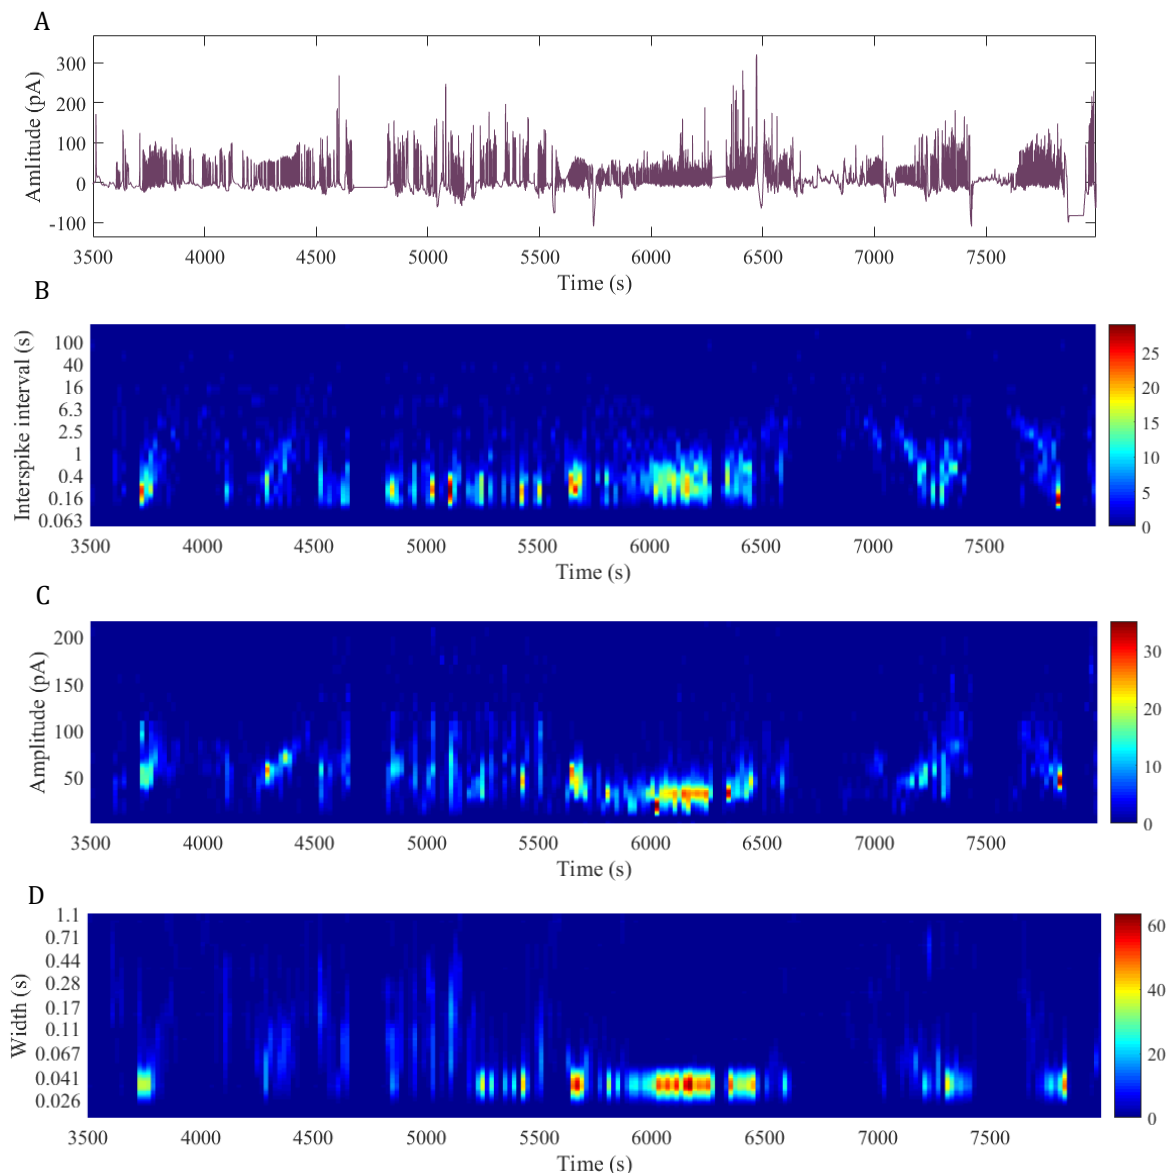 A
Amlitude (pA)
300
200
100
0
-100
3500 4000 4500 5000 5500 6000 6500 7000 7500
Time (s)
B
Interspike interval (s)
100
40
16
6.3
2.5
1
0.4
0.16
0.063
25
20
15
10
5
0
3500 4000 4500 5000 5500 6000 6500 7000 7500
Time (s)
C
Amplitude (pA)
200
150
100
50
30
20
10
0
3500 4000 4500 5000 5500 6000 6500 7000 7500
Time (s)
D
Width (s)
1.1
0.71
0.44
0.28
0.17
0.11
0.067
0.041
0.026
60
40
20
0
3500 4000 4500 5000 5500 6000 6500 7000 7500
Time (s)